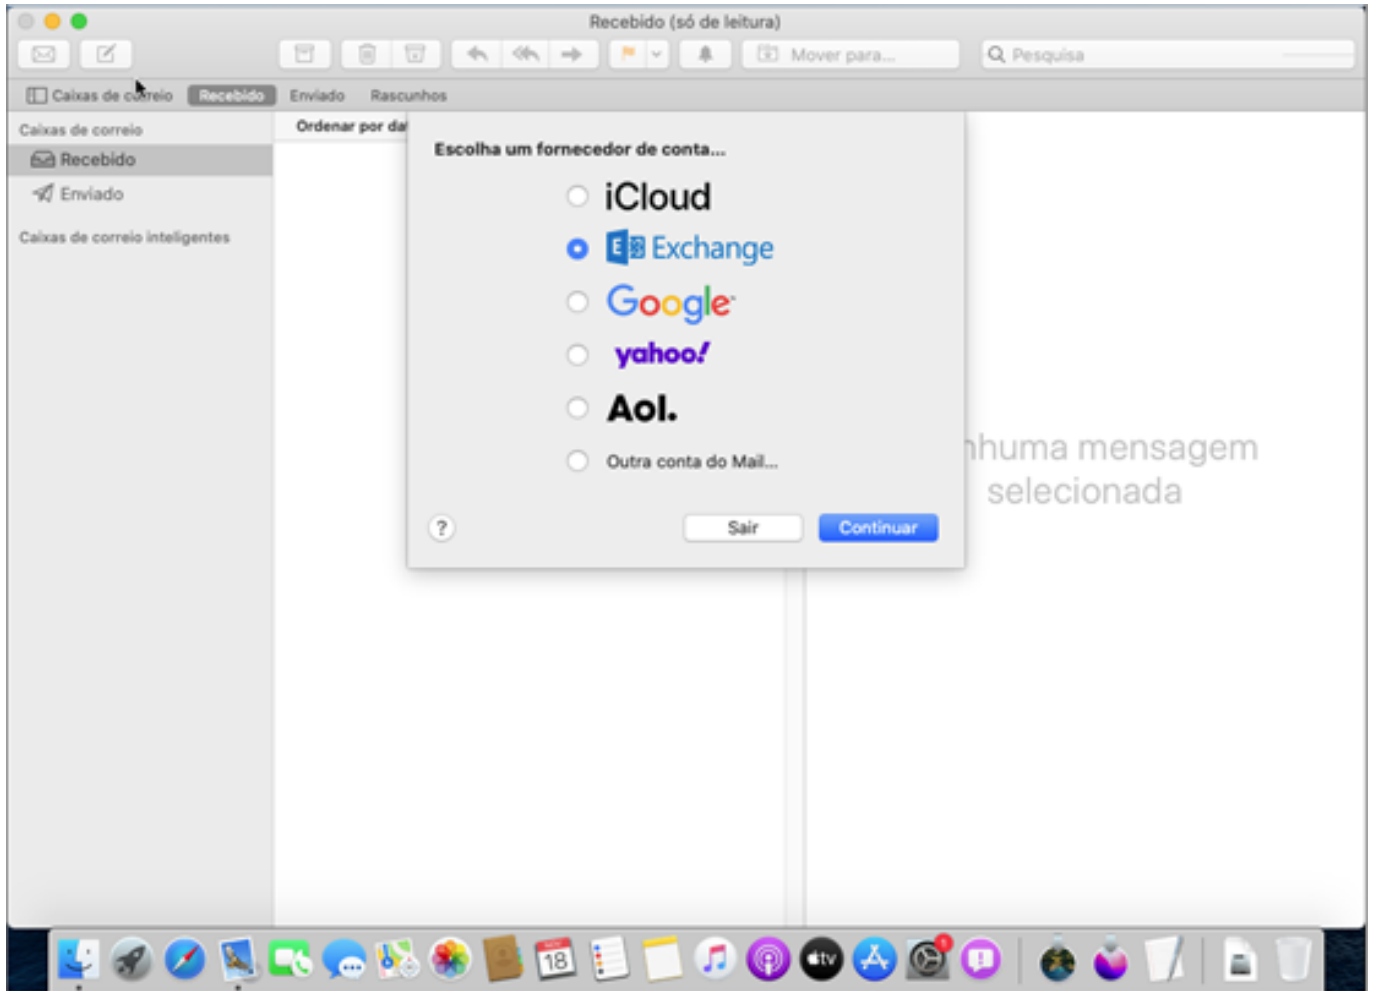 Recebido (só de leitura)
Mover para...
Pesquisa
Caixas de correio Recebido Enviado Rascunhos
Caixas de correio
Recebido
Enviado
Caixas de correio inteligentes
Ordenar por da
Escolha um fornecedor de conta...
iCloud
E Exchange
Google
yahoo!
Aol.
Outra conta do Mail...
? Sair Continuar
nhuma mensagem
selecionada
18
tv
1